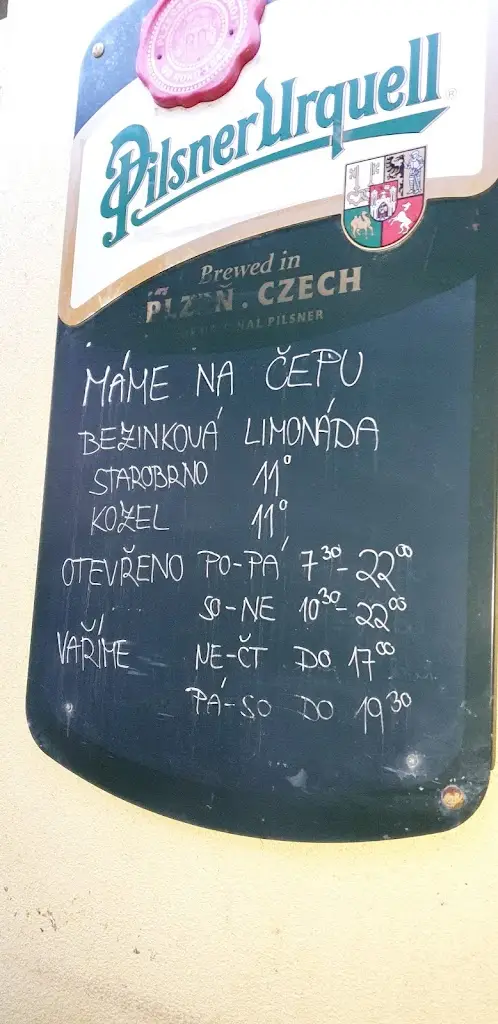 Pilsner Urquell
Brewed in
PLZEŇ . CZECH
PILSNER
MÁME NA ČEPU
BEZINKOVÁ LIMONÁDA
STAROBRNO 11°
KOZEL 11°
OTEVŘENO PO-PÁ 7³⁰-22⁰⁰
SO-NE 10³⁰-22⁰⁰
VAŘÍME NE-ČT DO 17⁰⁰
PÁ-SO DO 19³⁰